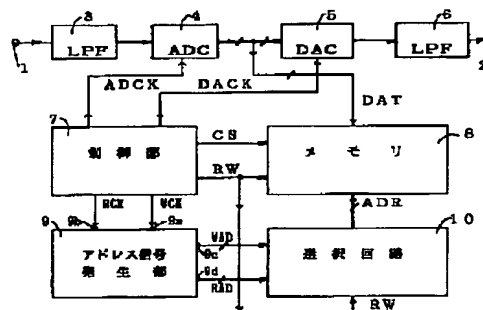 3 4 5 6
LPF ADC DAC LPF
1 2
ADCK DACK DAT
7 CS 8
制御部 メモリ
RW
RCK WCK ADR
9 9b 9a 10
アドレス信号 WAD 選択回路
発生部 9c
9d
RAD RW